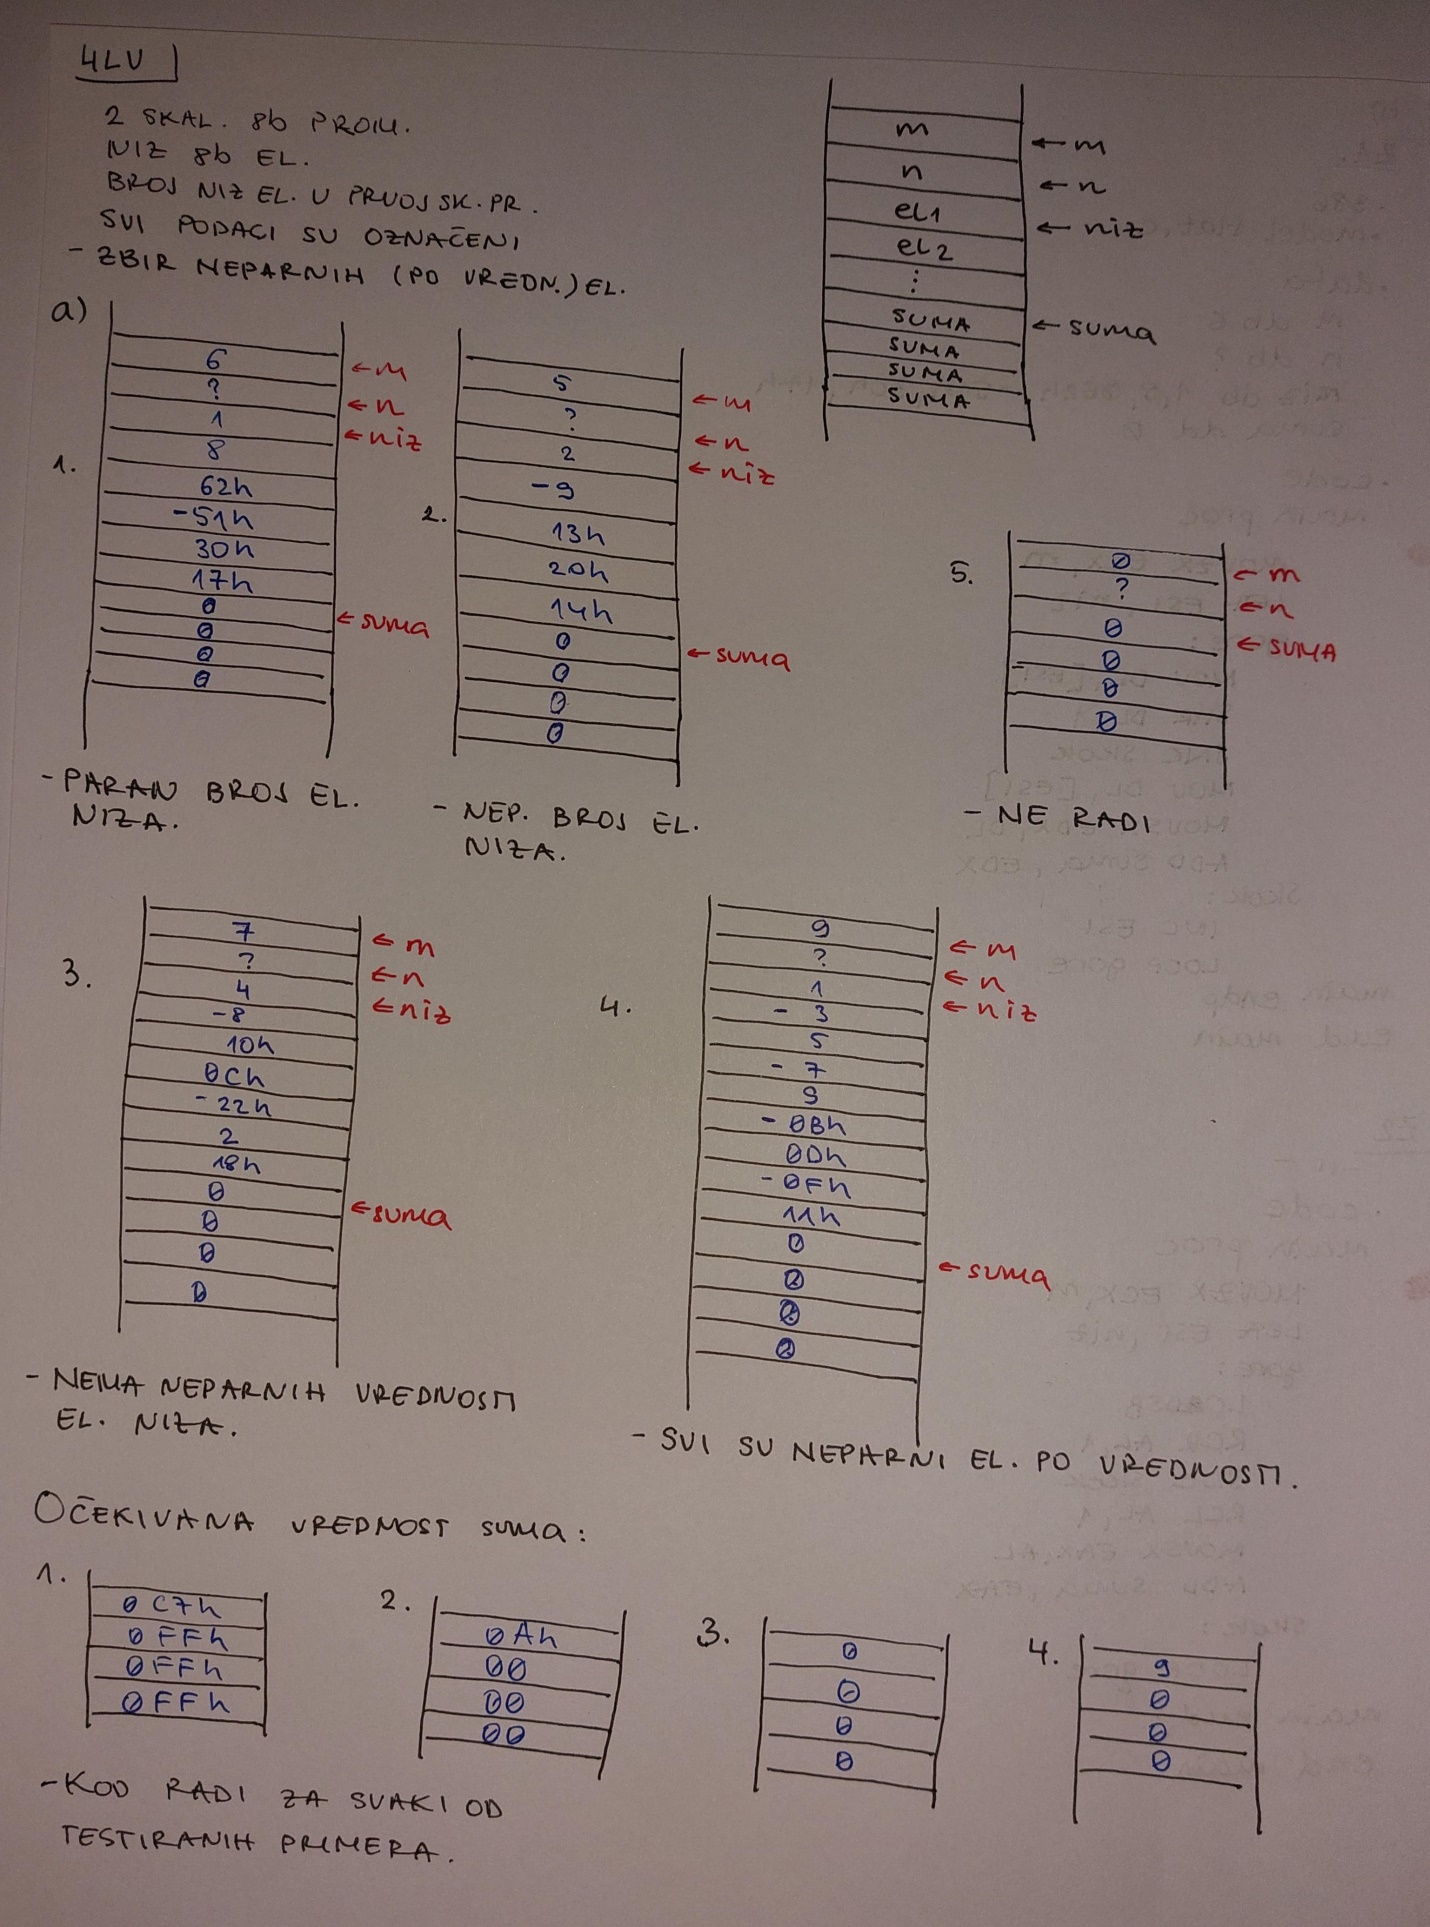 4LV
2 SKAL. 8b PROM.
NIZ 8b EL.
BROJ NIZ EL. U PRVOJ SK. PR.
SVI PODACI SU OZNAČENI
- ZBIR NEPARNIH (PO VREDN.) EL.
m ← m
n ← n
el1 ← niz
el2
⋮
SUMA ← suma
SUMA
SUMA
SUMA
a)
1.
6 ← m
? ← n
1 ← niz
8
62h
-51h
30h
17h
0 ← suma
0
0
0
- PARAN BROJ EL.
NIZA.
2.
5 ← m
? ← n
2 ← niz
-9
13h
20h
14h
0 ← suma
0
0
0
- NEP. BROJ EL.
NIZA.
5.
0 ← m
? ← n
0 ← SUMA
0
0
0
- NE RADI
3.
7 ← m
? ← n
4 ← niz
-8
10h
0Ch
-22h
2
18h
0 ← suma
0
0
0
- NEMA NEPARNIH VREDNOSTI
EL. NIZA.
4.
9 ← m
? ← n
1 ← niz
- 3
5
- 7
9
- 0Bh
0Dh
- 0Fh
11h
0 ← suma
0
0
0
- SVI SU NEPARNI EL. PO VREDNOSTI.
OČEKIVANA VREDNOST suma:
1.
0C7h
0FFh
0FFh
0FFh
2.
0Ah
00
00
00
3.
0
0
0
0
4.
9
0
0
0
- KOD RADI ZA SVAKI OD
TESTIRANIH PRIMERA.